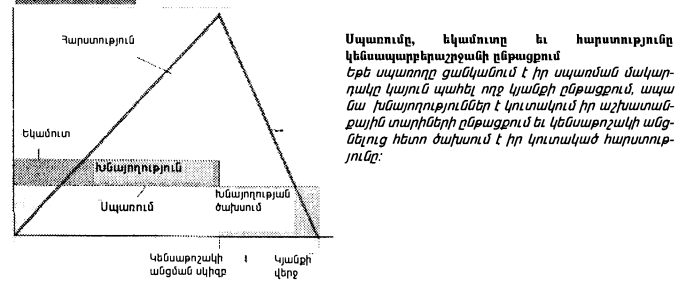 Հարստություն
Եկամուտ
Խնայողություն
Սպառում
Խնայողության
ծախսում
Կենսաթոշակի
անցման սկիզբ
Կյանքի
վերջ
Սպառումը, եկամուտը եւ հարստությունը
կենսապարբերաշրջանի ընթացքում
Եթե սպառողը ցանկանում է իր սպառման մակար-
դակը կայուն պահել ողջ կյանքի ընթացքում, ապա
նա խնայողություններ է կուտակում իր աշխատան-
քային տարիների ընթացքում եւ կենսաթոշակի անց-
նելուց հետո ծախսում է իր կուտակած հարստութ-
յունը: